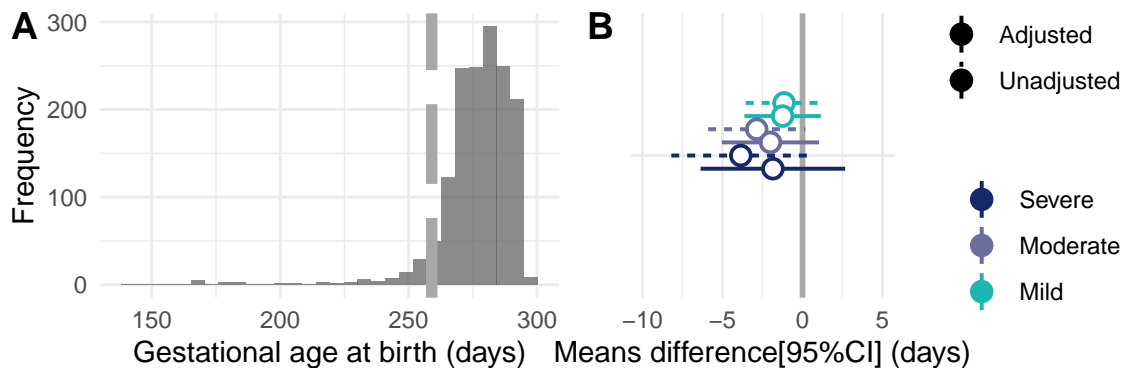 A
Frequency
300
200
100
0
150
200
250
300
Gestational age at birth (days)
B
−10
−5
0
5
Means difference[95%CI] (days)
Adjusted
Unadjusted
Severe
Moderate
Mild